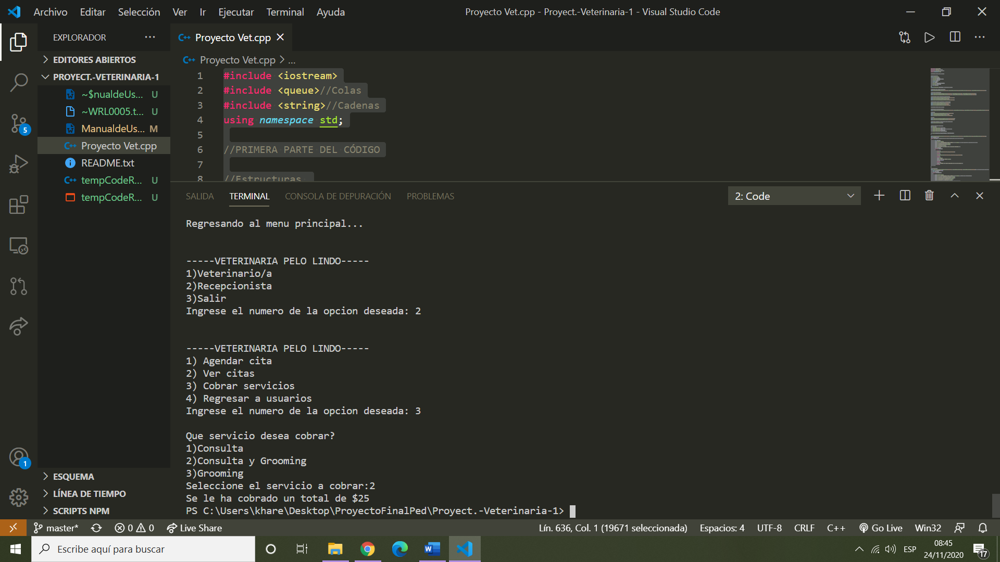 Archivo Editar Selección Ver Ir Ejecutar Terminal Ayuda
Proyecto Vet.cpp - Proyect.-Veterinaria-1 - Visual Studio Code
EXPLORADOR
EDITORES ABIERTOS
PROYECT.-VETERINARIA-1
~$nualdeUs... U
~WRL0005.t... U
ManualdeUs... M
C++ Proyecto Vet.cpp
README.txt
C++ tempCodeR... U
tempCodeR... U
ESQUEMA
LÍNEA DE TIEMPO
SCRIPTS NPM
5
1
C++ Proyecto Vet.cpp
C++ Proyecto Vet.cpp > ...
1 #include <iostream>
2 #include <queue>//Colas
3 #include <string>//Cadenas
4 using namespace std;
5
6 //PRIMERA PARTE DEL CÓDIGO
7
8 //Estructuras
SALIDA TERMINAL CONSOLA DE DEPURACIÓN PROBLEMAS
2: Code
Regresando al menu principal...
-----VETERINARIA PELO LINDO-----
1)Veterinario/a
2)Recepcionista
3)Salir
Ingrese el numero de la opcion deseada: 2
-----VETERINARIA PELO LINDO-----
1) Agendar cita
2) Ver citas
3) Cobrar servicios
4) Regresar a usuarios
Ingrese el numero de la opcion deseada: 3
Que servicio desea cobrar?
1)Consulta
2)Consulta y Grooming
3)Grooming
Seleccione el servicio a cobrar:2
Se le ha cobrado un total de $25
PS C:\Users\khare\Desktop\ProyectoFinalPed\Proyect.-Veterinaria-1>
master* 0 0 Live Share
Lín. 636, Col. 1 (19671 seleccionada) Espacios: 4 UTF-8 CRLF C++ Go Live Win32
Escribe aquí para buscar
ESP
08:45
24/11/2020
17